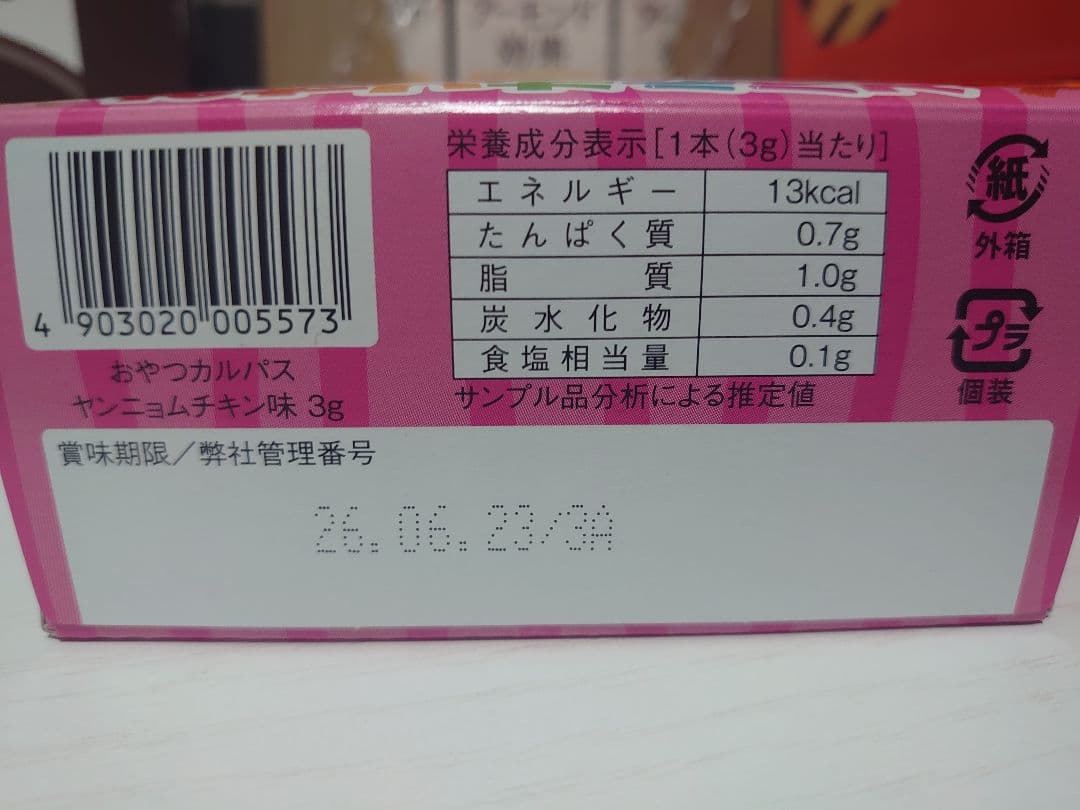 栄養成分表示[1本(3g)当たり]
エネルギー 13kcal
たんぱく質 0.7g
脂質 1.0g
炭水化物 0.4g
食塩相当量 0.1g
サンプル品分析による推定値
4 903020 005573
おやつカルパス
ヤンニョムチキン味 3g
紙
外箱
プラ
個装
賞味期限／弊社管理番号
26.06.23/3A